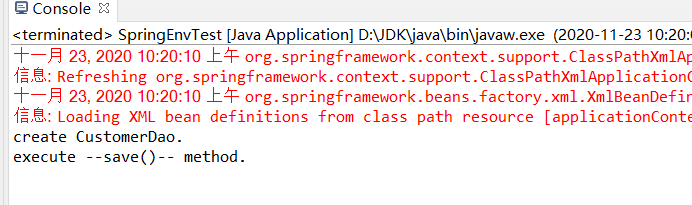 Console
<terminated> SpringEnvTest [Java Application] D:\JDK\java\bin\javaw.exe (2020-11-23 10:20:0
十一月 23, 2020 10:20:10 上午 org.springframework.context.support.ClassPathXmlAp
信息: Refreshing org.springframework.context.support.ClassPathXmlApplicationC
十一月 23, 2020 10:20:10 上午 org.springframework.beans.factory.xml.XmlBeanDefin
信息: Loading XML bean definitions from class path resource [applicationConte
create CustomerDao.
execute --save()-- method.